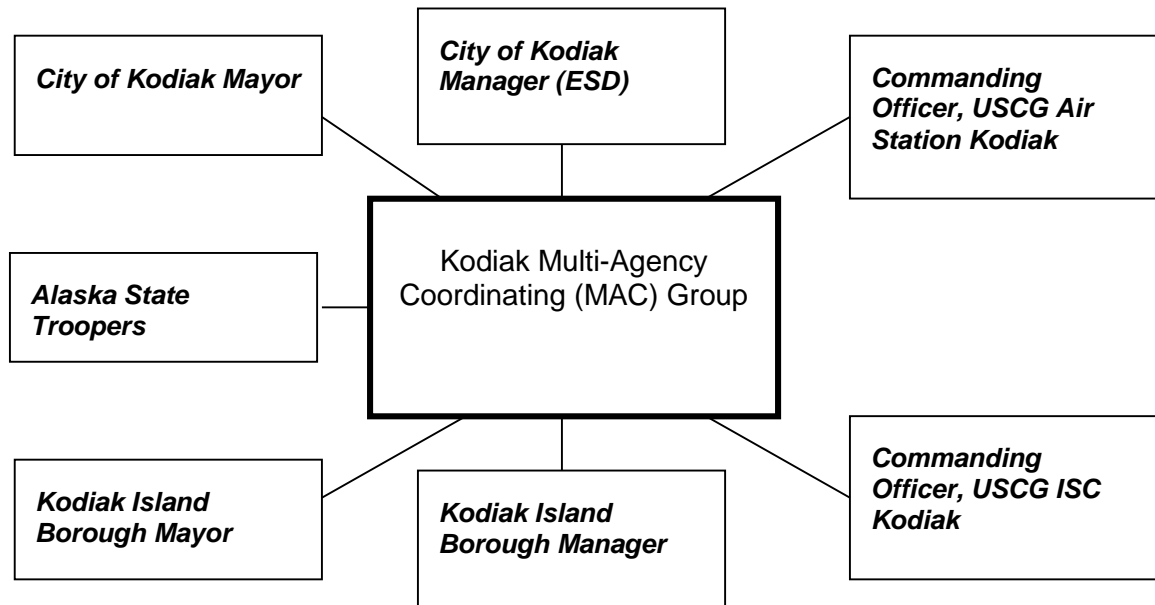 City of Kodiak Mayor
City of Kodiak
Manager (ESD)
Commanding
Officer, USCG Air
Station Kodiak
Alaska State
Troopers
Kodiak Multi-Agency
Coordinating (MAC) Group
Kodiak Island
Borough Mayor
Kodiak Island
Borough Manager
Commanding
Officer, USCG ISC
Kodiak